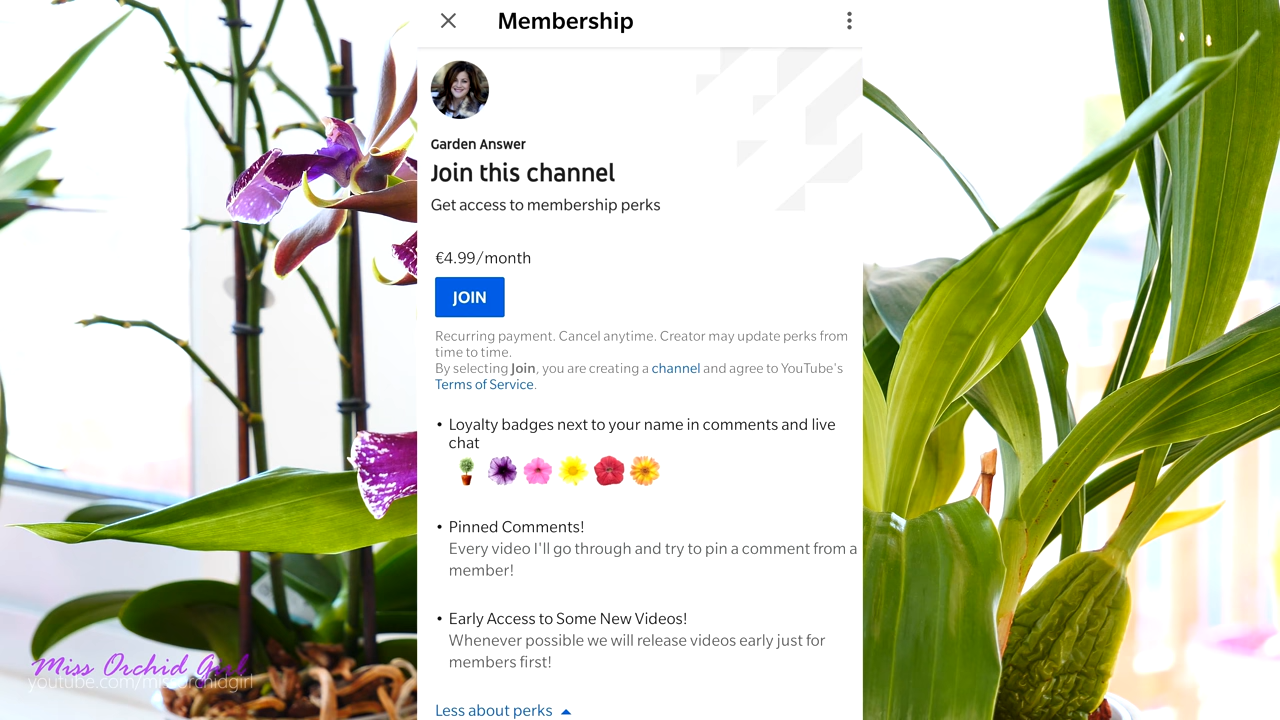 Membership
Garden Answer
Join this channel
Get access to membership perks
€4.99/month
JOIN
Recurring payment. Cancel anytime. Creator may update perks from
time to time.
By selecting Join, you are creating a channel and agree to YouTube's
Terms of Service.
• Loyalty badges next to your name in comments and live
chat
• Pinned Comments!
Every video I'll go through and try to pin a comment from a
member!
• Early Access to Some New Videos!
Whenever possible we will release videos early just for
members first!
Less about perks
Miss Orchid Girl
youtube.com/missorchidgirl